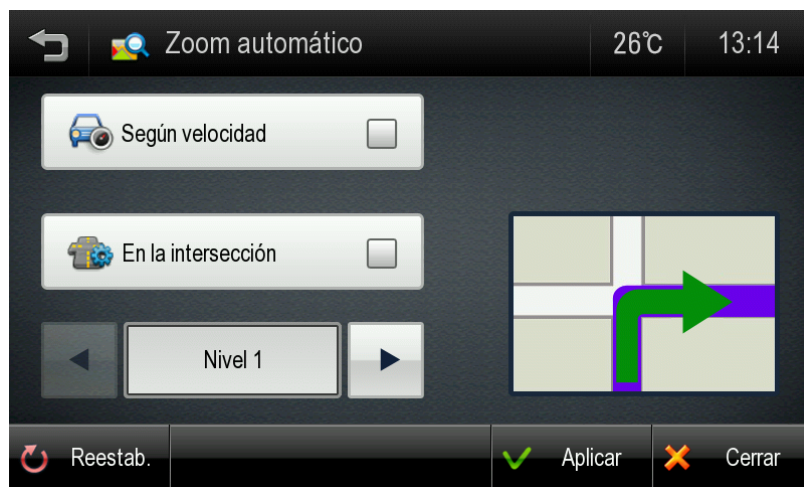 Zoom automático 26°C 13:14
Según velocidad
En la intersección
Nivel 1
Reestab. Aplicar Cerrar